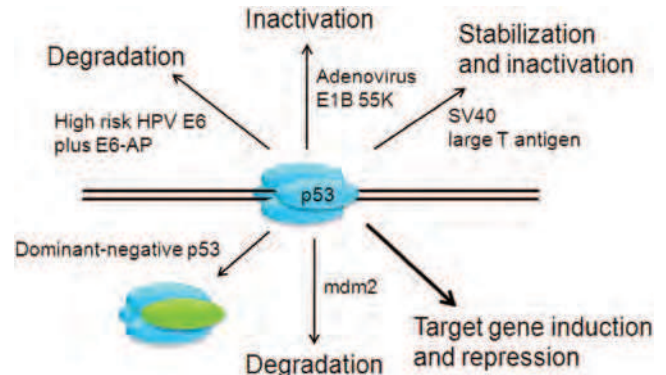 Inactivation
Degradation
Stabilization
and inactivation
Adenovirus
E1B 55K
High risk HPV E6
plus E6-AP
SV40
large T antigen
p53
Dominant-negative p53
mdm2
Target gene induction
and repression
Degradation